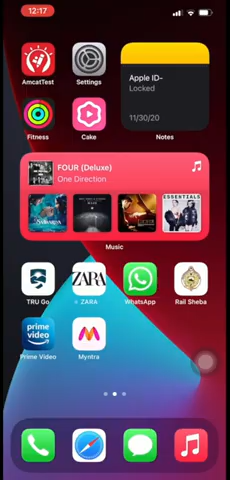 12:17
AmcatTest
Settings
Apple ID-
Locked
11/30/20
Fitness
Cake
Notes
FOUR (Deluxe)
One Direction
ESSENTIALS
Music
TRU Go
ZARA
ZARA
WhatsApp
Rail Sheba
prime
video
Prime Video
Myntra